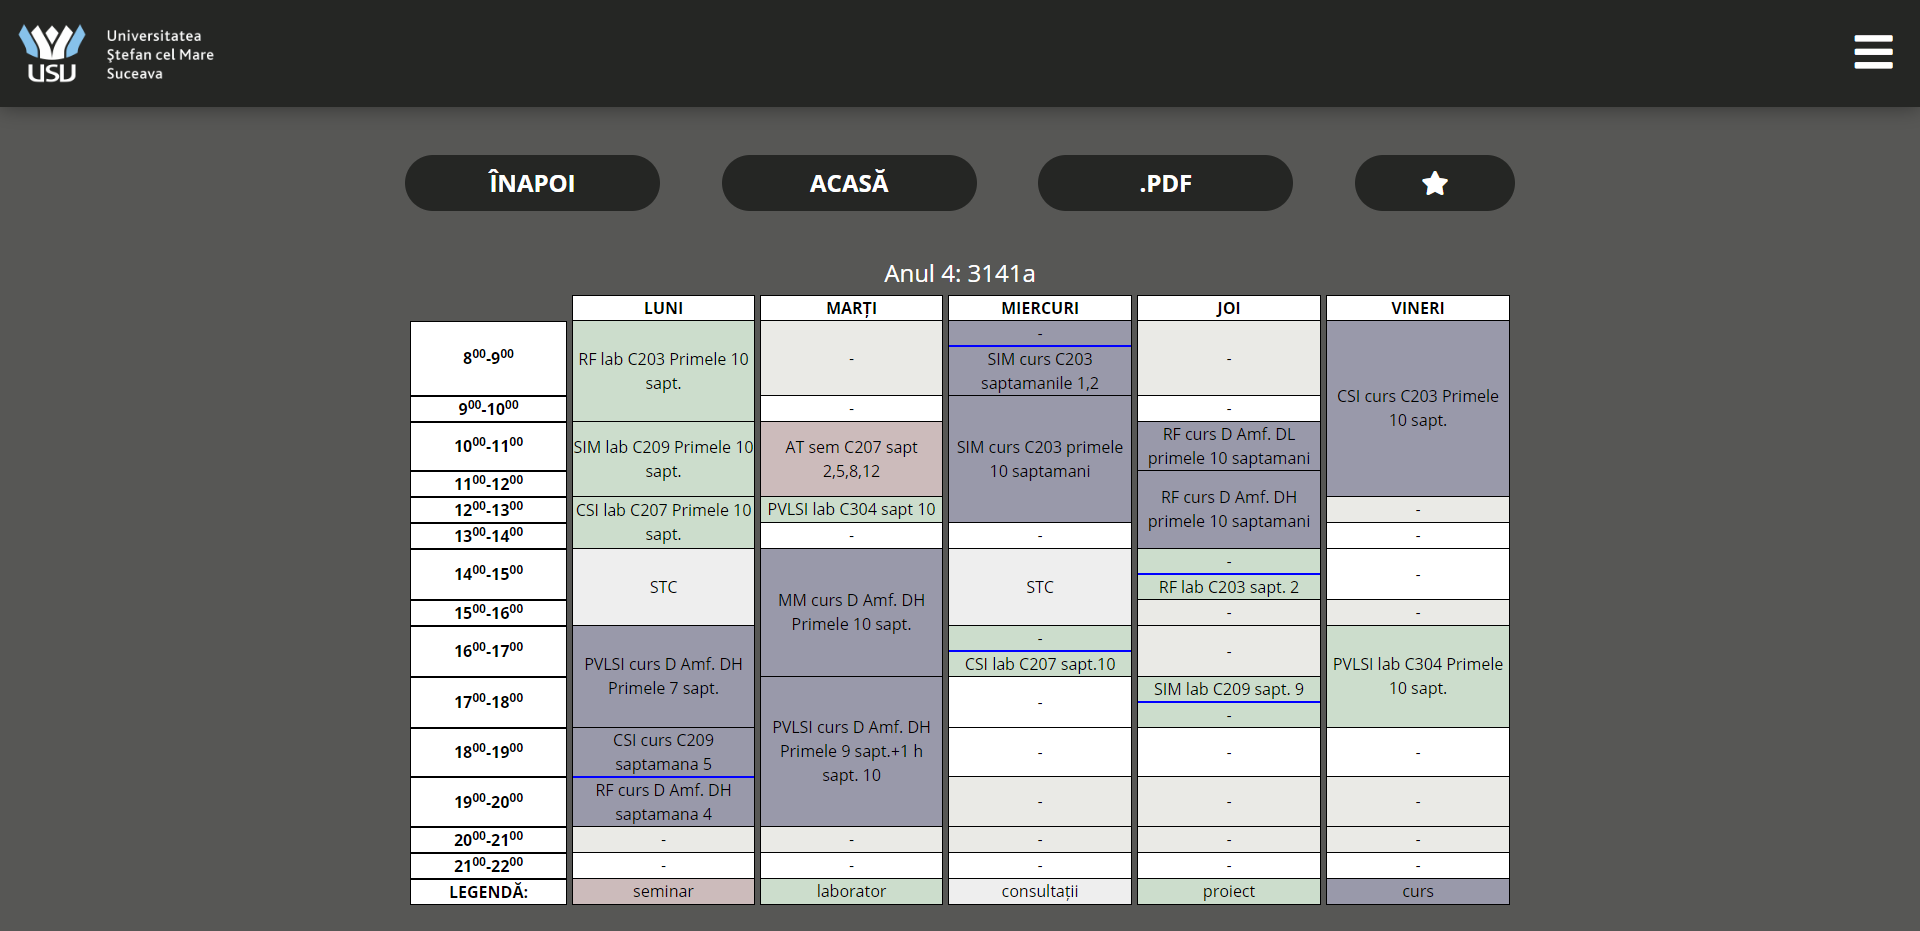 Universitatea
Ștefan cel Mare
Suceava
USU
ÎNAPOI
ACASĂ
.PDF
Anul 4: 3141a
LUNI MARȚI MIERCURI JOI VINERI
8⁰⁰-9⁰⁰
RF lab C203 Primele 10
sapt.
-
-
SIM curs C203
saptamanile 1,2
-
CSI curs C203 Primele
10 sapt.
9⁰⁰-10⁰⁰
-
SIM curs C203 primele
10 saptamani
-
10⁰⁰-11⁰⁰
SIM lab C209 Primele 10
sapt.
AT sem C207 sapt
2,5,8,12
RF curs D Amf. DL
primele 10 saptamani
11⁰⁰-12⁰⁰
RF curs D Amf. DH
primele 10 saptamani
12⁰⁰-13⁰⁰
CSI lab C207 Primele 10
sapt.
PVLSI lab C304 sapt 10
-
13⁰⁰-14⁰⁰
-
-
-
14⁰⁰-15⁰⁰
STC
MM curs D Amf. DH
Primele 10 sapt.
STC
-
RF lab C203 sapt. 2
-
15⁰⁰-16⁰⁰
-
-
16⁰⁰-17⁰⁰
PVLSI curs D Amf. DH
Primele 7 sapt.
-
CSI lab C207 sapt.10
-
PVLSI lab C304 Primele
10 sapt.
17⁰⁰-18⁰⁰
PVLSI curs D Amf. DH
Primele 9 sapt.+1 h
sapt. 10
-
SIM lab C209 sapt. 9
-
18⁰⁰-19⁰⁰
CSI curs C209
saptamana 5
RF curs D Amf. DH
saptamana 4
-
-
-
19⁰⁰-20⁰⁰
-
-
-
20⁰⁰-21⁰⁰
-
-
-
-
-
21⁰⁰-22⁰⁰
-
-
-
-
-
LEGENDĂ: seminar laborator consultații proiect curs